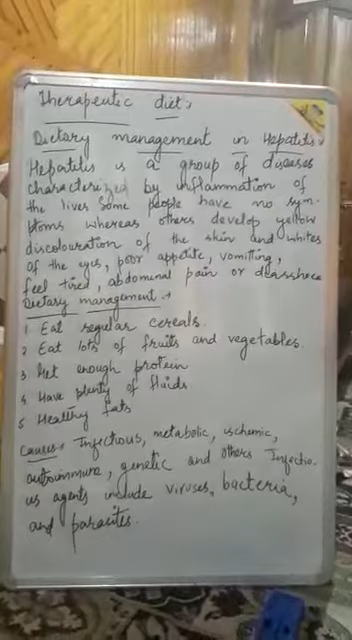 Therapeutic diet:
Dietary management in Hepatitis:
Hepatitis is a group of diseases
characterized by inflammation of
the lives Some people have no sym-
ptoms whereas others develop yellow
discolouration of the skin and whites
of the eyes, poor appetite, vomitting,
feel tired, abdominal pain or diarrhoea
Dietary management :
1 Eat regular cereals.
2 Eat lots of fruits and vegetables.
3 Get enough protein
4 Have plenty of fluids
5 Healthy fats
Causes: Infectious, metabolic, ischemic,
autoimmune, genetic and others Infectio-
us agents include viruses, bacteria,
and parasites.